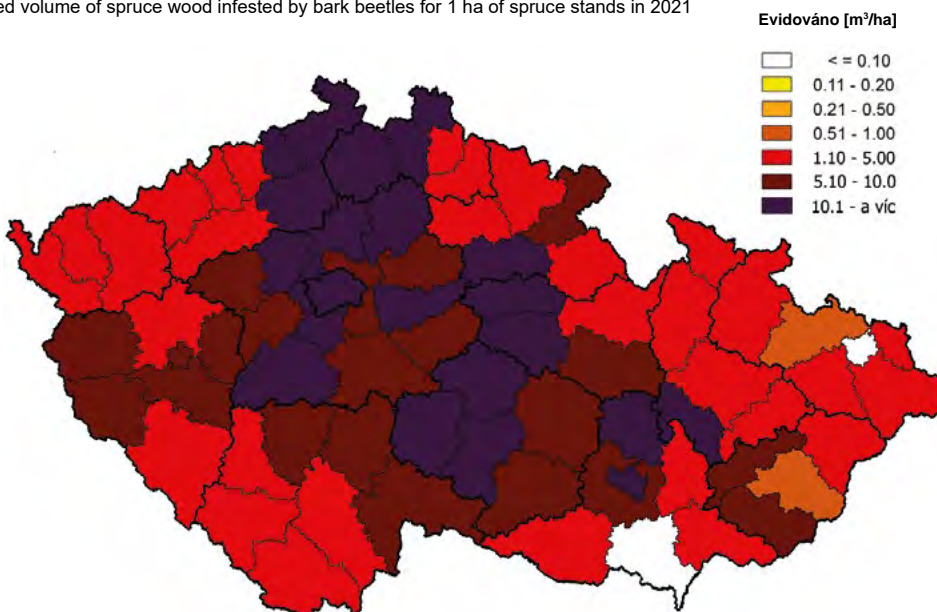 volume of spruce wood infested by bark beetles for 1 ha of spruce stands in 2021
Evidováno [m³/ha]
< = 0.10
0.11 - 0.20
0.21 - 0.50
0.51 - 1.00
1.10 - 5.00
5.10 - 10.0
10.1 - a víc